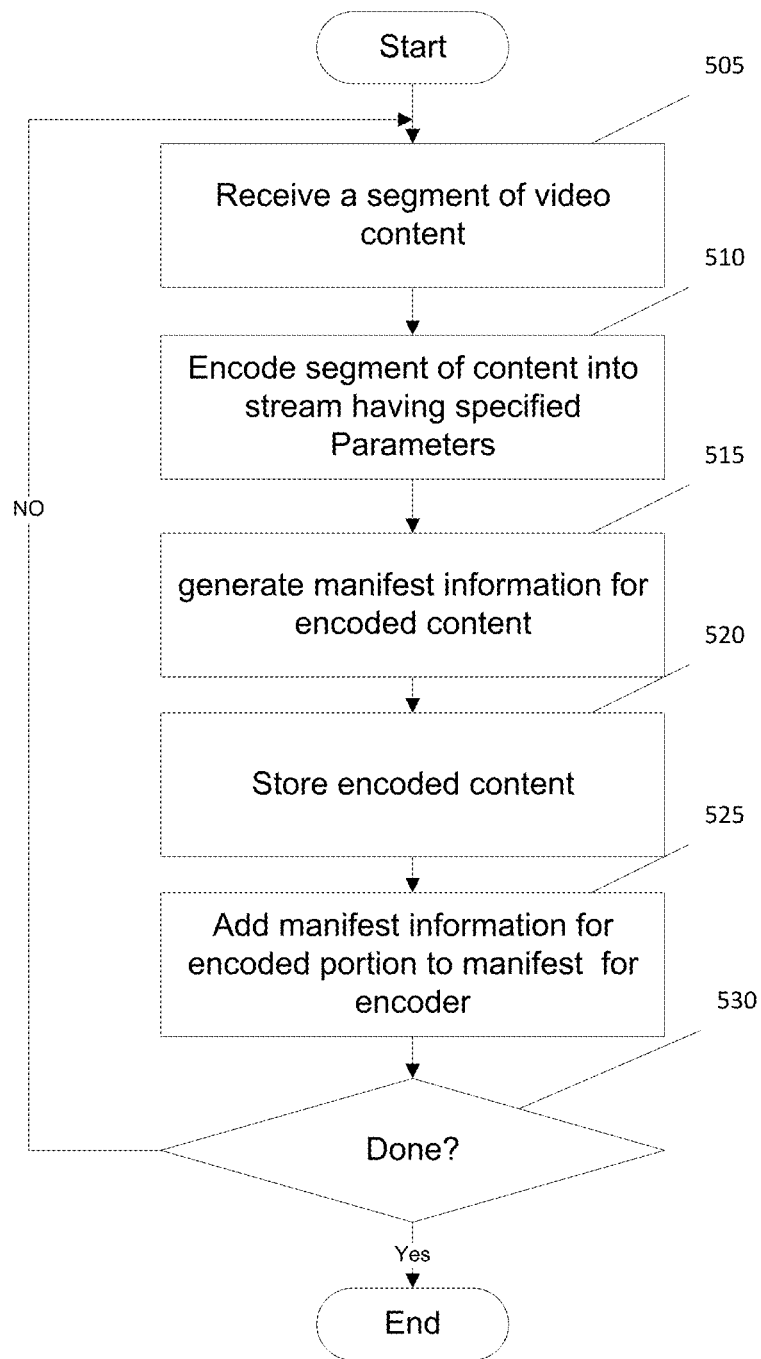 Start
505
Receive a segment of video
content
510
Encode segment of content into
stream having specified
Parameters
515
generate manifest information for
encoded content
520
Store encoded content
525
Add manifest information for
encoded portion to manifest for
encoder
530
Done?
NO
Yes
End